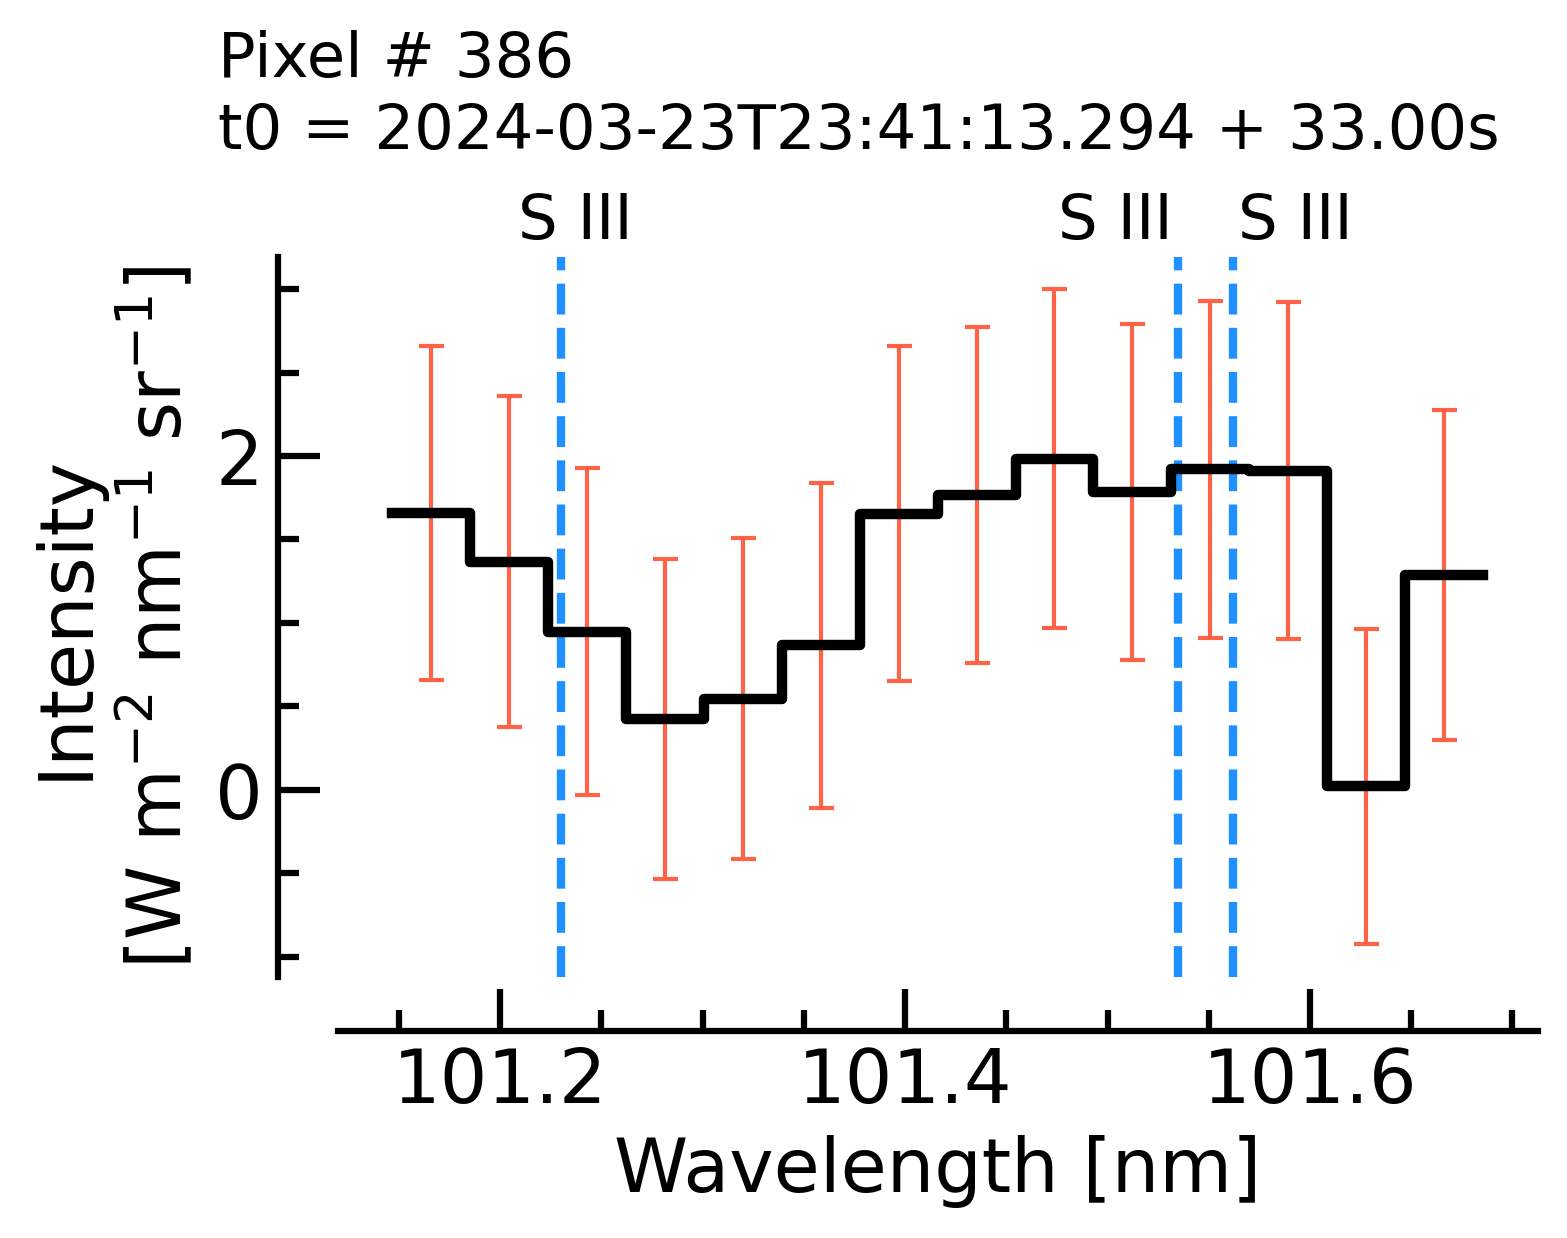 Pixel # 386
t0 = 2024-03-23T23:41:13.294 + 33.00s
S III S III S III
Intensity
[W m⁻² nm⁻¹ sr⁻¹]
2
0
101.2 101.4 101.6
Wavelength [nm]